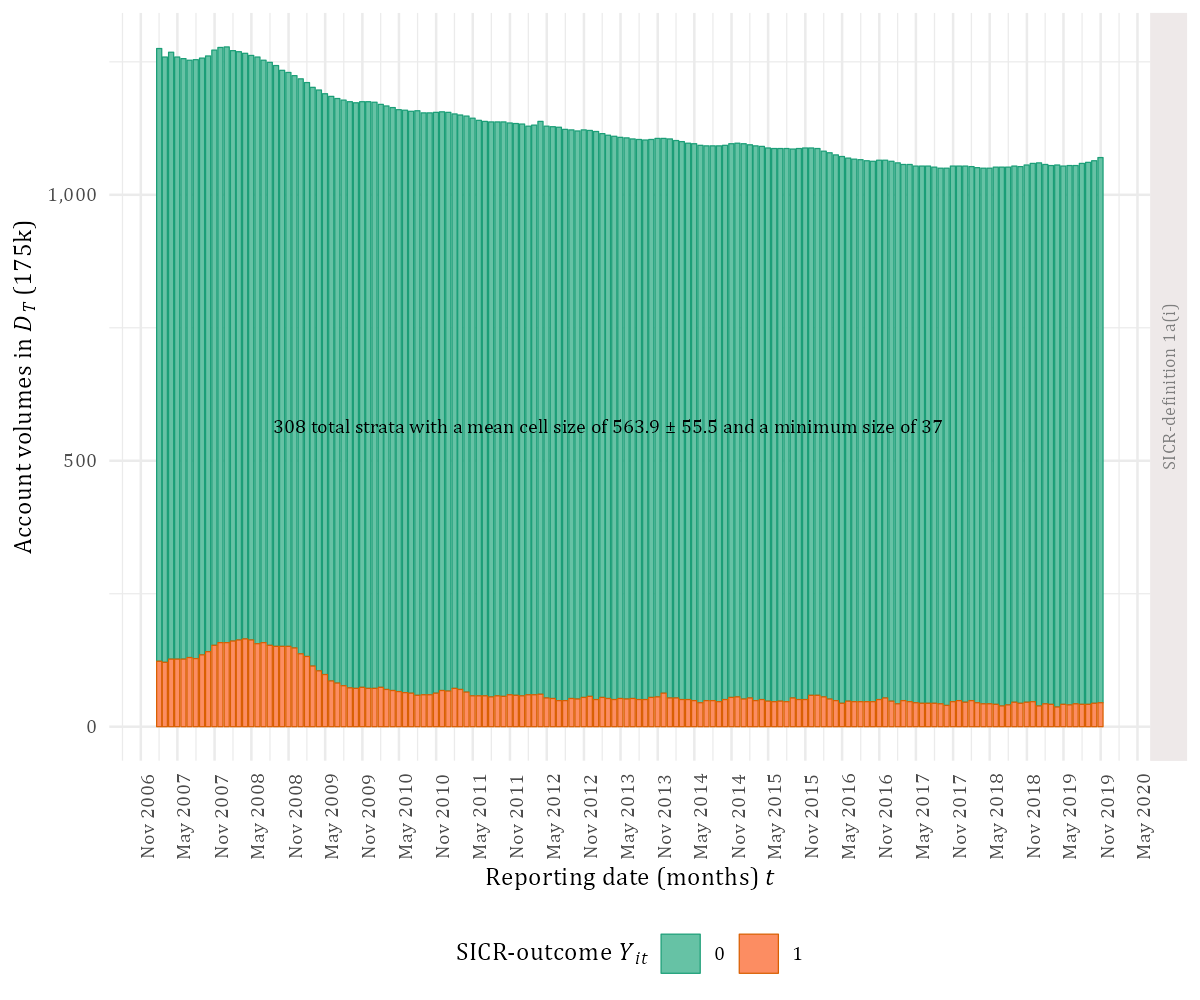 Account volumes in D_T (175k)
1,000
500
0
308 total strata with a mean cell size of 563.9 ± 55.5 and a minimum size of 37
SICR-definition 1a(i)
Nov 2006
May 2007
Nov 2007
May 2008
Nov 2008
May 2009
Nov 2009
May 2010
Nov 2010
May 2011
Nov 2011
May 2012
Nov 2012
May 2013
Nov 2013
May 2014
Nov 2014
May 2015
Nov 2015
May 2016
Nov 2016
May 2017
Nov 2017
May 2018
Nov 2018
May 2019
Nov 2019
May 2020
Reporting date (months) t
SICR-outcome Y_it 0 1